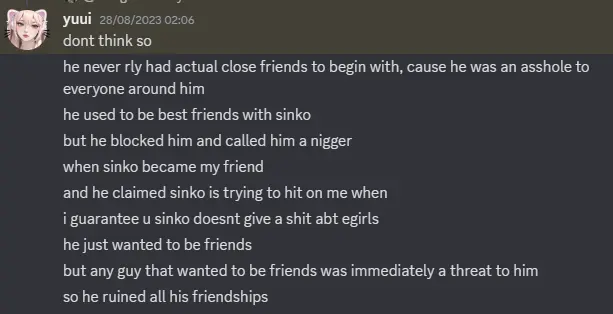 yuui 28/08/2023 02:06
dont think so
he never rly had actual close friends to begin with, cause he was an asshole to
everyone around him
he used to be best friends with sinko
but he blocked him and called him a nigger
when sinko became my friend
and he claimed sinko is trying to hit on me when
i guarantee u sinko doesnt give a shit abt egirls
he just wanted to be friends
but any guy that wanted to be friends was immediately a threat to him
so he ruined all his friendships